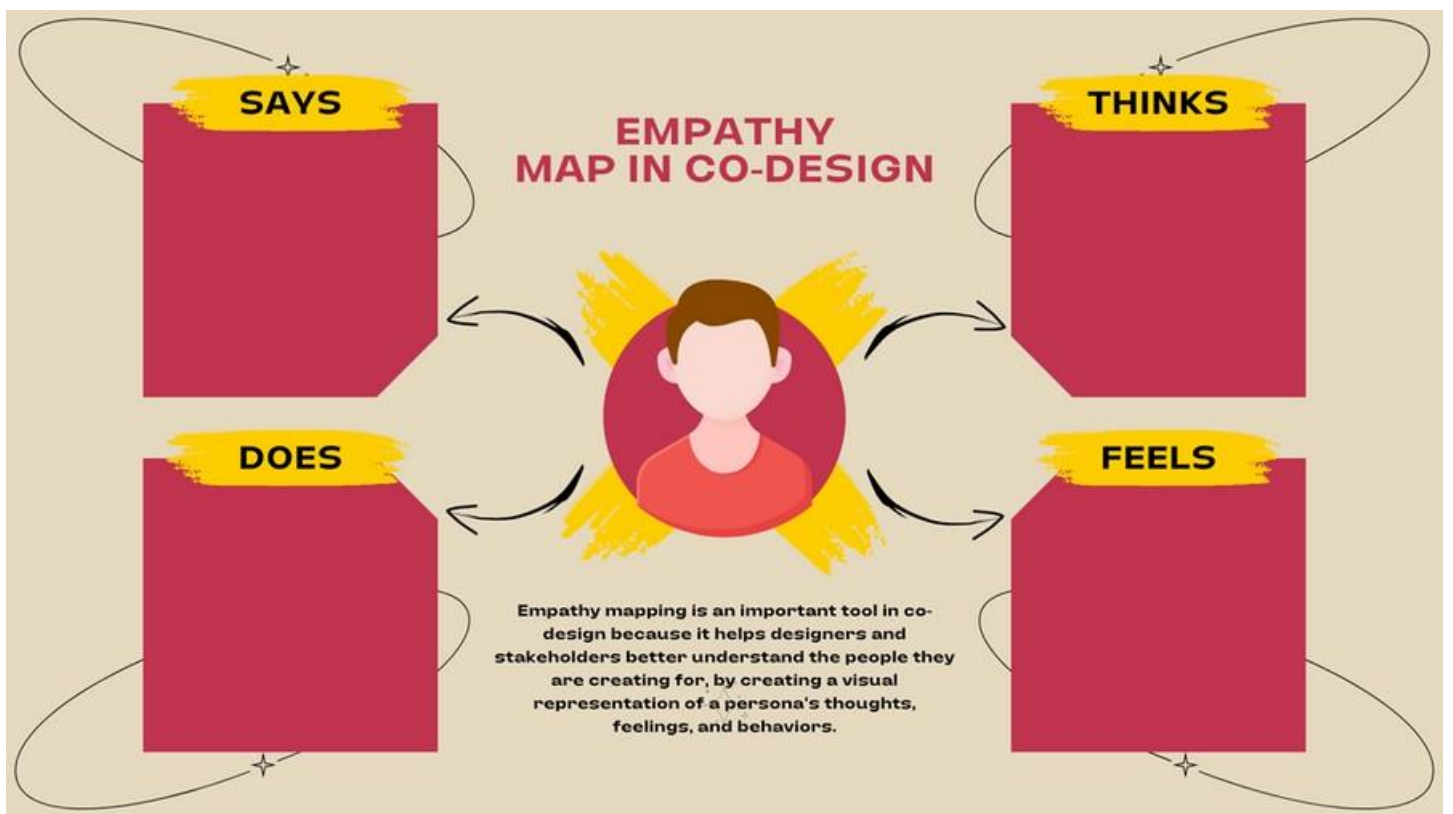 SAYS
THINKS
EMPATHY
MAP IN CO-DESIGN
DOES
FEELS
Empathy mapping is an important tool in co-
design because it helps designers and
stakeholders better understand the people they
are creating for, by creating a visual
representation of a persona's thoughts,
feelings, and behaviors.